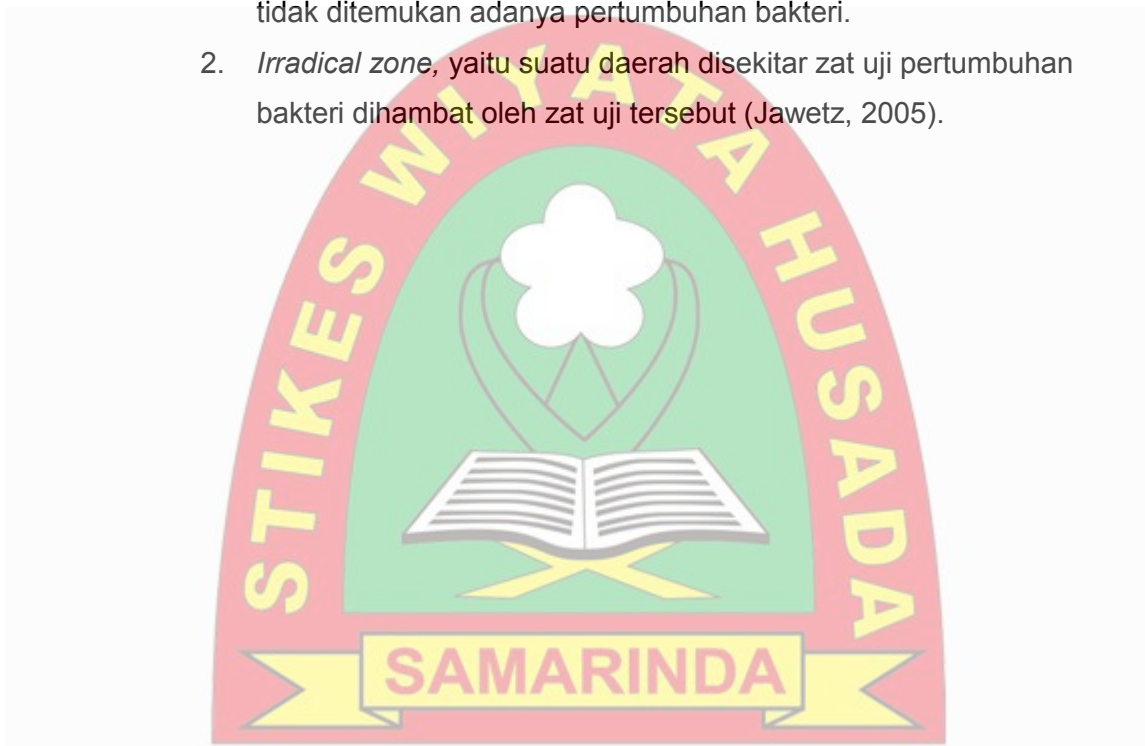 tidak ditemukan adanya pertumbuhan bakteri.
2. Irradical zone, yaitu suatu daerah disekitar zat uji pertumbuhan
bakteri dihambat oleh zat uji tersebut (Jawetz, 2005).
STIKES WIYATA HUSADA
SAMARINDA